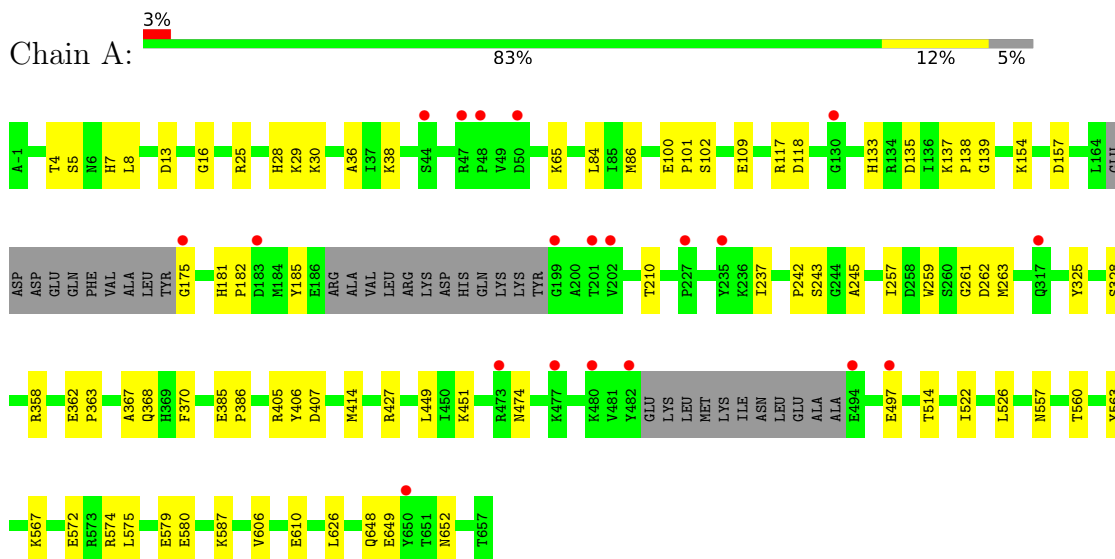 3%
Chain A:
83% 12% 5%
A-1 T4 S5 N6 H7 L8 D13 G16 R25 H28 K29 K30 A36 I37 K38 S44 R47 P48 V49 D50 K65 L84 I85 M86 E100 P101 S102 E109 R117 D118 G130 H133 R134 D135 I136 K137 P138 G139 K154 D157 L164 GLU
ASP ASP GLU GLN PHE VAL ALA LEU TYR G175 H181 P182 D183 M184 Y185 E186 ARG ALA VAL LEU ARG LYS ASP HIS GLN LYS LYS TYR G199 A200 T201 V202 T210 P227 Y235 K236 I237 P242 S243 G244 A245 I257 D258 W259 S260 G261 D262 M263 Q317 Y325 S328
R358 E362 P363 A367 Q368 H369 F370 E385 P386 R405 Y406 D407 M414 R427 L449 I450 K451 R473 N474 K477 K480 V481 Y482 GLU LYS LEU MET LYS ILE ASN LEU GLU ALA ALA E494 E497 T514 I522 L526 N557 T560 Y563
K567 E572 R573 R574 L575 E579 E580 K587 V606 E610 L626 Q648 E649 Y650 T651 N652 T657